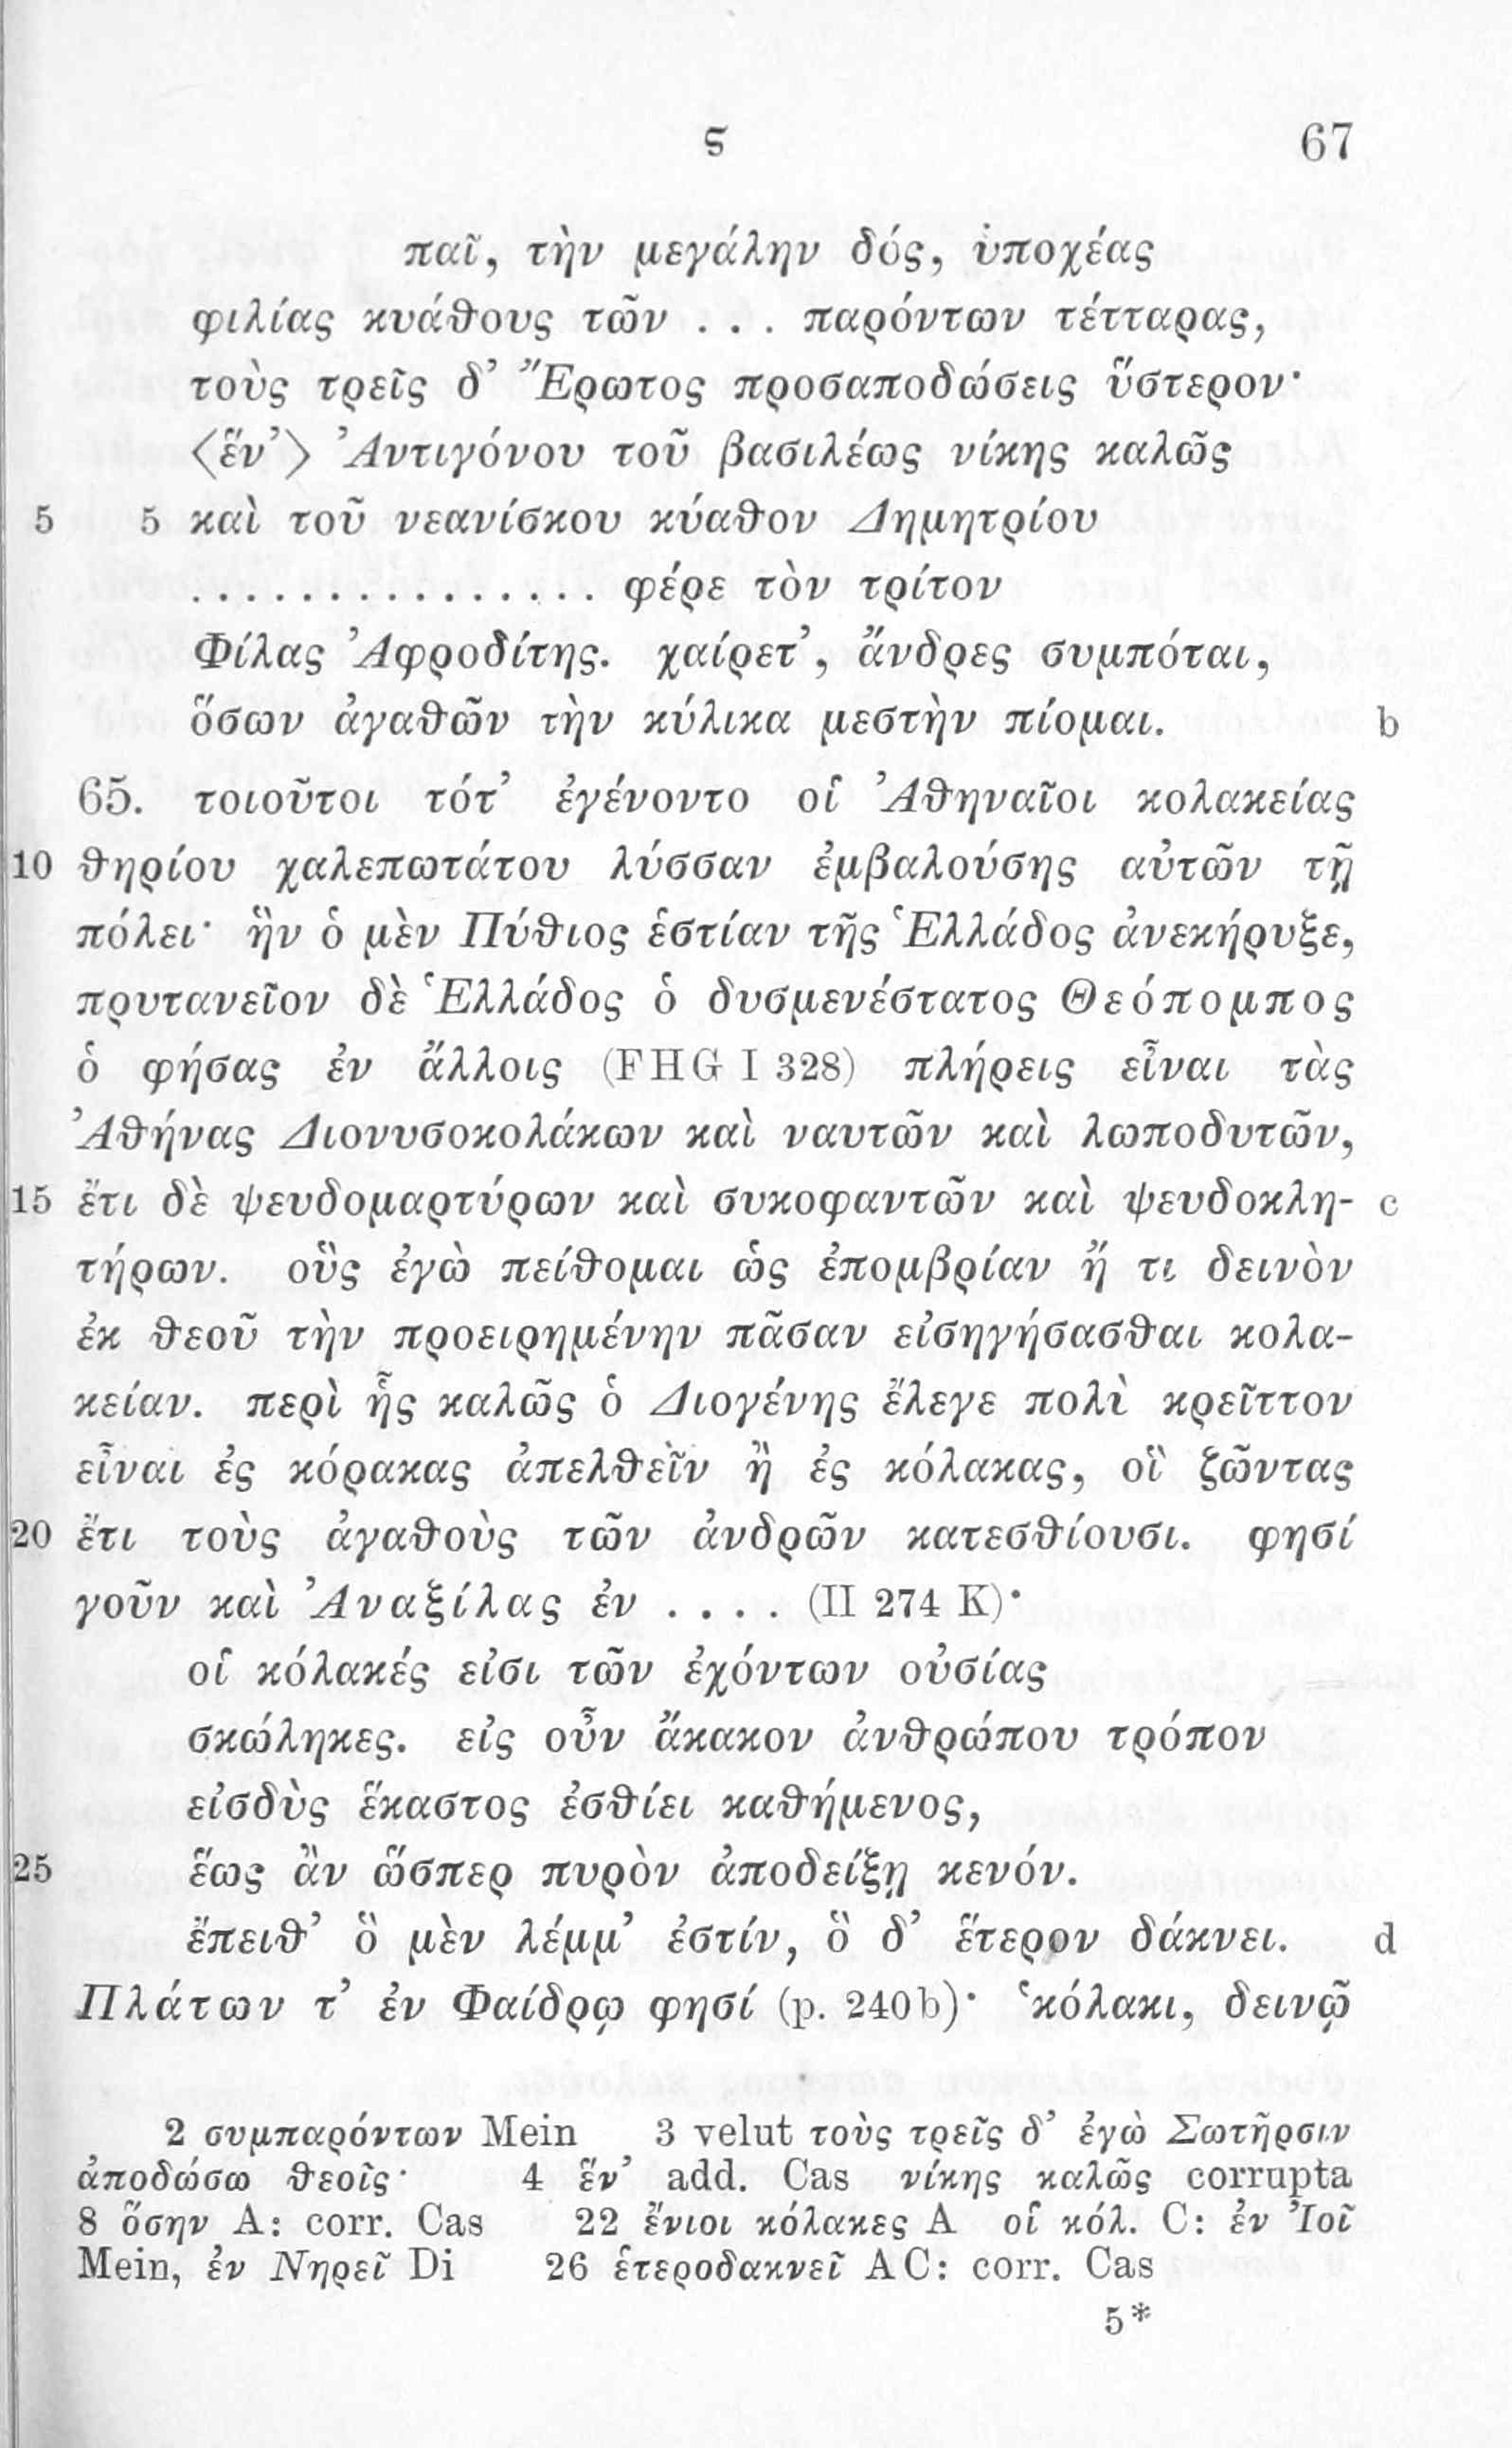 ϛ 67
παῖ, τὴν μεγάλην δός, ὑποχέας
φιλίας κυάθους τῶν . . . παρόντων τέτταρας,
τοὺς τρεῖς δ’ Ἔρωτος προσαποδώσεις ὕστερον·
⟨ἕν’⟩ Ἀντιγόνου τοῦ βασιλέως νίκης καλῶς
5 5 καὶ τοῦ νεανίσκου κύαθον Δημητρίου
. . . . . . . . . . . . . . . φέρε τὸν τρίτον
Φίλας Ἀφροδίτης. χαίρετ’, ἄνδρες συμπόται,
ὅσων ἀγαθῶν τὴν κύλικα μεστὴν πίομαι. b
65. τοιοῦτοι τότ’ ἐγένοντο οἱ Ἀθηναῖοι κολακείας
10 θηρίου χαλεπωτάτου λύσσαν ἐμβαλούσης αὐτῶν τῇ
πόλει· ἣν ὁ μὲν Πύθιος ἑστίαν τῆς Ἑλλάδος ἀνεκήρυξε,
πρυτανεῖον δὲ Ἑλλάδος ὁ δυσμενέστατος Θεόπομπος
ὁ φήσας ἐν ἄλλοις (FHG I 328) πλήρεις εἶναι τὰς
Ἀθήνας Διονυσοκολάκων καὶ ναυτῶν καὶ λωποδυτῶν,
15 ἔτι δὲ ψευδομαρτύρων καὶ συκοφαντῶν καὶ ψευδοκλη- c
τήρων. οὓς ἐγὼ πείθομαι ὡς ἐπομβρίαν ἤ τι δεινὸν
ἐκ θεοῦ τὴν προειρημένην πᾶσαν εἰσηγήσασθαι κολα-
κείαν. περὶ ἧς καλῶς ὁ Διογένης ἔλεγε πολὺ κρεῖττον
εἶναι ἐς κόρακας ἀπελθεῖν ἢ ἐς κόλακας, οἳ ζῶντας
20 ἔτι τοὺς ἀγαθοὺς τῶν ἀνδρῶν κατεσθίουσι. φησί
γοῦν καὶ Ἀναξίλας ἐν . . . . (II 274 K)·
οἱ κόλακές εἰσι τῶν ἐχόντων οὐσίας
σκώληκες. εἰς οὖν ἄκακον ἀνθρώπου τρόπον
εἰσδὺς ἕκαστος ἐσθίει καθήμενος,
25 ἕως ἂν ὥσπερ πυρὸν ἀποδείξῃ κενόν.
ἔπειθ’ ὃ μὲν λέμμ’ ἐστίν, ὃ δ’ ἕτερον δάκνει. d
Πλάτων τ’ ἐν Φαίδρῳ φησί (p. 240b)· ‘κόλακι, δεινῷ
2 συμπαρόντων Mein 3 velut τοὺς τρεῖς δ’ ἐγὼ Σωτῆρσιν
ἀποδώσω θεοῖς· 4 ἕν’ add. Cas νίκης καλῶς corrupta
8 ὅσην A: corr. Cas 22 ἔνιοι κόλακες A οἱ κόλ. C: ἐν Ἰοῖ
Mein, ἐν Νηρεῖ Di 26 ἑτεροδακνεῖ AC: corr. Cas
5*